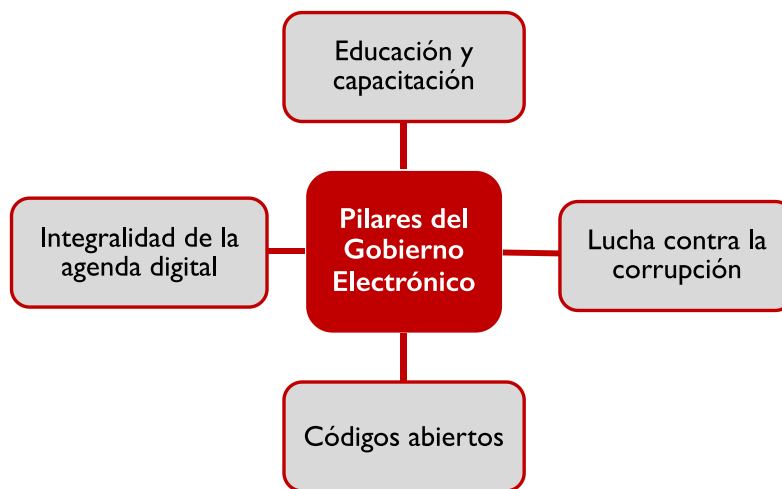 Educación y
capacitación
Integralidad de la
agenda digital
Pilares del
Gobierno
Electrónico
Lucha contra la
corrupción
Códigos abiertos